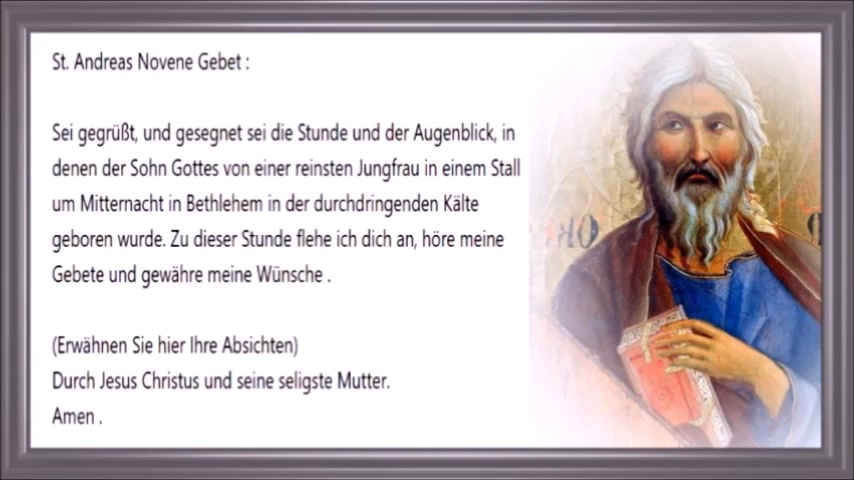 St. Andreas Novene Gebet :
Sei gegrüßt, und gesegnet sei die Stunde und der Augenblick, in
denen der Sohn Gottes von einer reinsten Jungfrau in einem Stall
um Mitternacht in Bethlehem in der durchdringenden Kälte
geboren wurde. Zu dieser Stunde flehe ich dich an, höre meine
Gebete und gewähre meine Wünsche .
(Erwähnen Sie hier Ihre Absichten)
Durch Jesus Christus und seine seligste Mutter.
Amen .